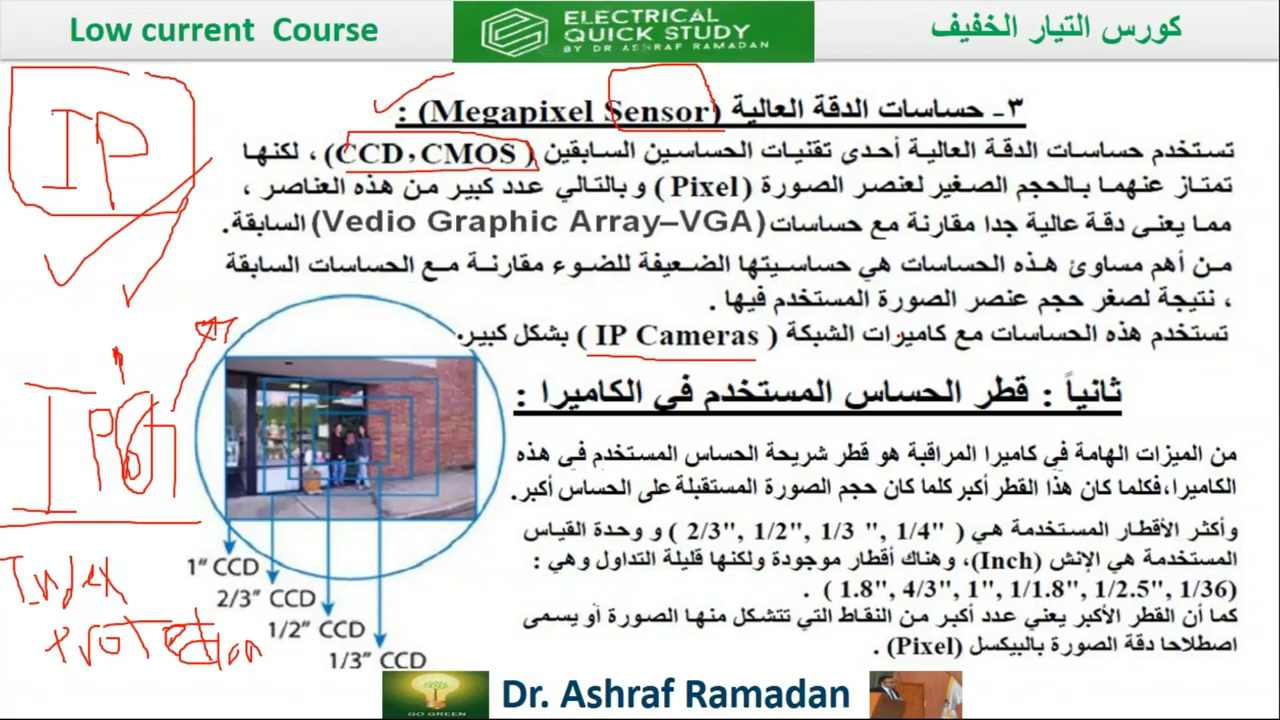 Low current Course
ELECTRICAL
QUICK STUDY
BY DR ASHRAF RAMADAN
كورس التيار الخفيف
IP
٣- حساسات الدقة العالية (Megapixel Sensor) :
تستخدم حساسات الدقة العالية أحدى تقنيات الحساسين السابقين (CCD، CMOS) ، لكنها
تمتاز عنهما بالحجم الصغير لعنصر الصورة (Pixel) وبالتالي عدد كبير من هذه العناصر ،
مما يعنى دقة عالية جدا مقارنة مع حساسات (Vedio Graphic Array–VGA) السابقة.
من أهم مساوئ هذه الحساسات هي حساسيتها الضعيفة للضوء مقارنة مع الحساسات السابقة
، نتيجة لصغر حجم عنصر الصورة المستخدم فيها .
تستخدم هذه الحساسات مع كاميرات الشبكة ( IP Cameras ) بشكل كبير.
ثانياً : قطر الحساس المستخدم في الكاميرا :
من الميزات الهامة في كاميرا المراقبة هو قطر شريحة الحساس المستخدم في هذه
الكاميرا، فكلما كان هذا القطر أكبر كلما كان حجم الصورة المستقبلة على الحساس أكبر.
وأكثر الأقطار المستخدمة هي ( 2/3", 1/2", 1/3 ", 1/4" ) و وحدة القياس
المستخدمة هي الإنش (Inch)، وهناك أقطار موجودة ولكنها قليلة التداول وهي :
( 1.8", 4/3", 1", 1/1.8", 1/2.5", 1/36) .
كما أن القطر الأكبر يعني عدد أكبر من النقاط التي تتشكل منها الصورة أو يسمى
اصطلاحا دقة الصورة بالبيكسل (Pixel) .
1" CCD
2/3" CCD
1/2" CCD
1/3" CCD
Index
GO GREEN
Dr. Ashraf Ramadan